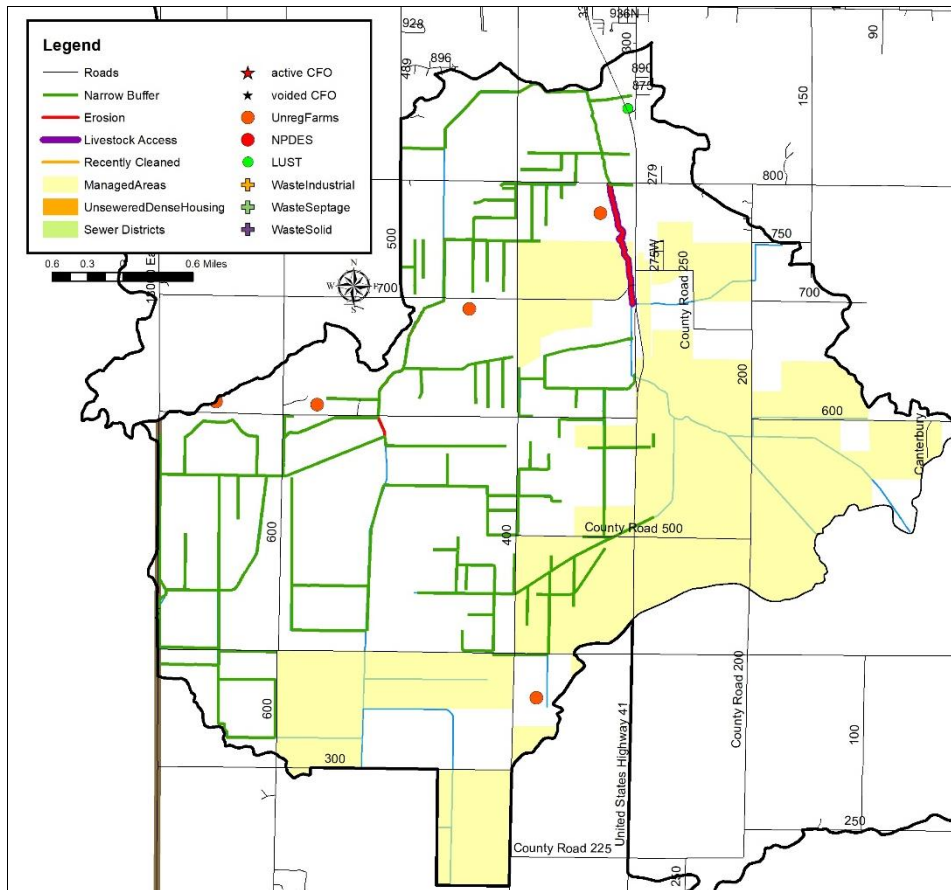 Legend
Roads
Narrow Buffer
Erosion
Livestock Access
Recently Cleaned
ManagedAreas
UnseweredDenseHousing
Sewer Districts
active CFO
voided CFO
UnregFarms
NPDES
LUST
WasteIndustrial
WasteSeptage
WasteSolid
0.6 0.3 0 0.6 Miles
N
W
S
928
896
489
936N
300
890
875
90
150
279
800
500
750
275W
County Road 250
700
700
200
600
Canterbury
County Road 500
400
600
600
300
United States Highway 41
County Road 200
100
250
County Road 225
250